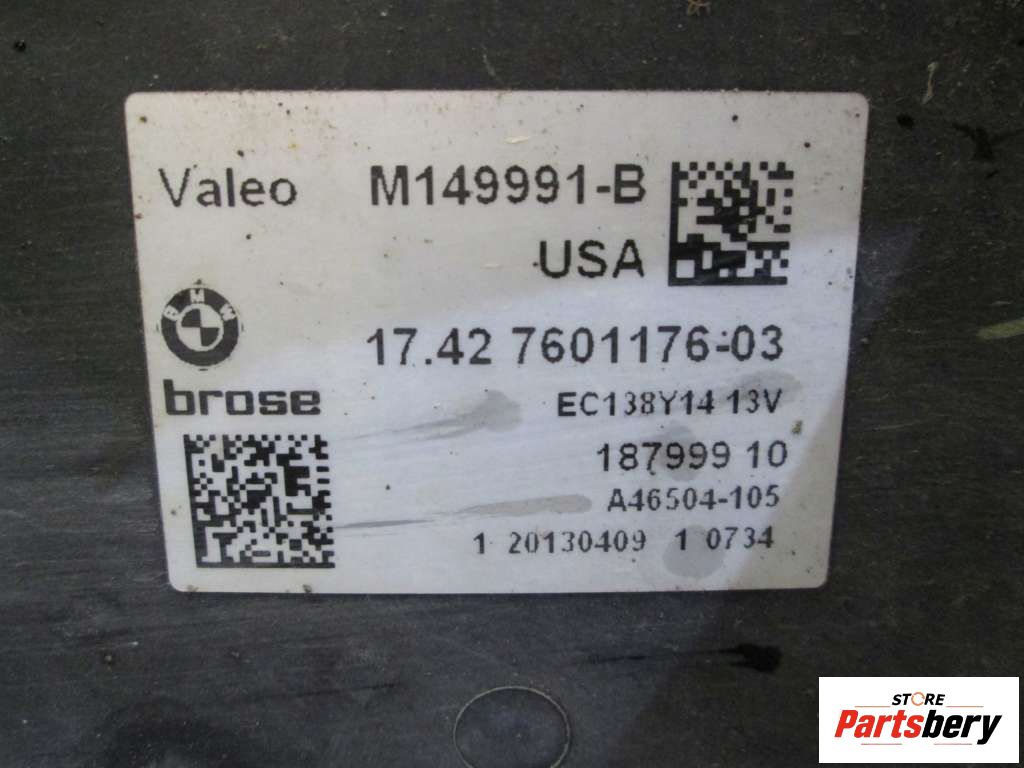 Valeo M149991-B
USA
BMW
17.42 7601176-03
brose
EC138Y14 13V
187999 10
A46504-105
1 20130409 1 0734
STORE
Partsbery